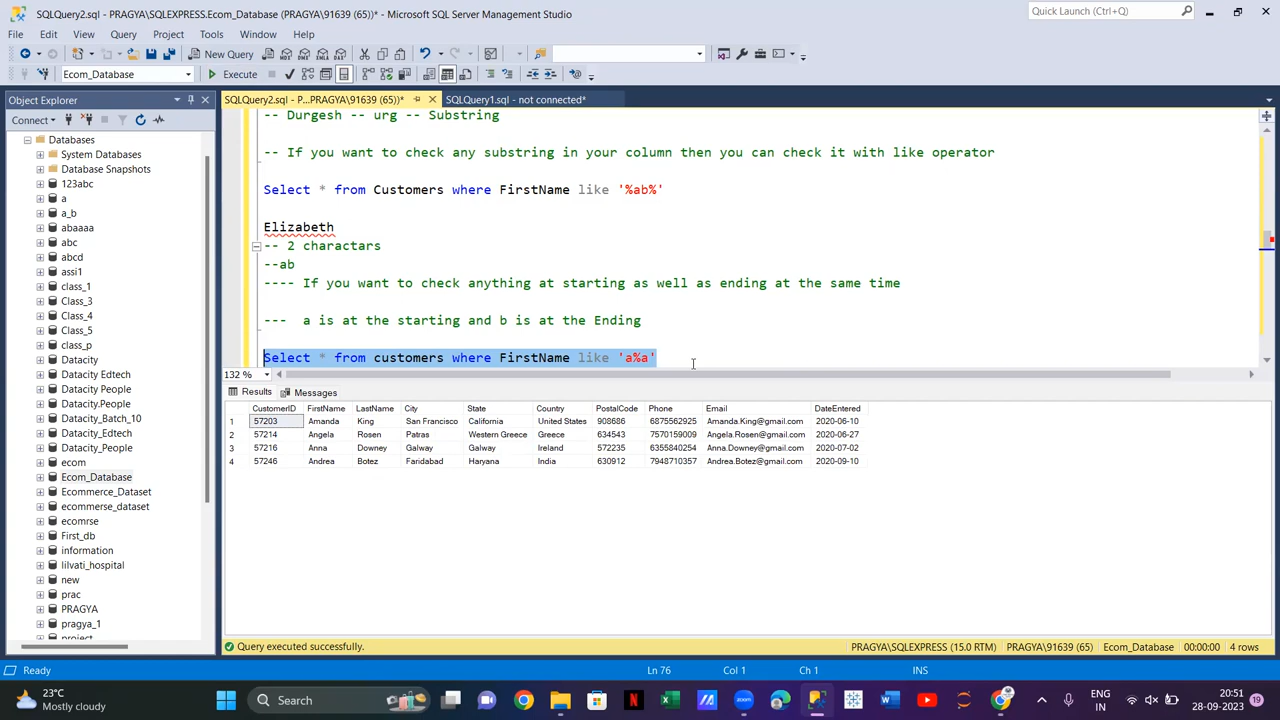 SQLQuery2.sql - PRAGYA\SQLEXPRESS.Ecom_Database (PRAGYA\91639 (65))* - Microsoft SQL Server Management Studio
Quick Launch (Ctrl+Q)
File Edit View Query Project Tools Window Help
New Query
Ecom_Database Execute
Object Explorer
SQLQuery2.sql - P...PRAGYA\91639 (65))* SQLQuery1.sql - not connected*
Connect
Databases
System Databases
Database Snapshots
123abc
a
a_b
abaaaa
abc
abcd
assi1
class_1
Class_3
Class_4
Class_5
class_p
Datacity
Datacity Edtech
Datacity People
Datacity.People
Datacity_Batch_10
Datacity_Edtech
Datacity_People
ecom
Ecom_Database
Ecommerce_Dataset
ecommerse_dataset
ecomrse
First_db
information
lilvati_hospital
new
prac
PRAGYA
pragya_1
project
-- Durgesh -- urg -- Substring
-- If you want to check any substring in your column then you can check it with like operator
Select * from Customers where FirstName like '%ab%'
Elizabeth
-- 2 charactars
--ab
---- If you want to check anything at starting as well as ending at the same time
--- a is at the starting and b is at the Ending
Select * from customers where FirstName like 'a%a'
132 %
Results Messages
CustomerID FirstName LastName City State Country PostalCode Phone Email DateEntered
1 57203 Amanda King San Francisco California United States 908686 6875562925 Amanda.King@gmail.com 2020-06-10
2 57214 Angela Rosen Patras Western Greece Greece 634543 7570159009 Angela.Rosen@gmail.com 2020-06-27
3 57216 Anna Downey Galway Galway Ireland 572235 6355840254 Anna.Downey@gmail.com 2020-07-02
4 57246 Andrea Botez Faridabad Haryana India 630912 7948710357 Andrea.Botez@gmail.com 2020-09-10
Query executed successfully. PRAGYA\SQLEXPRESS (15.0 RTM) PRAGYA\91639 (65) Ecom_Database 00:00:00 4 rows
Ready Ln 76 Col 1 Ch 1 INS
23°C
Mostly cloudy
Search
ENG
IN
20:51
28-09-2023
19